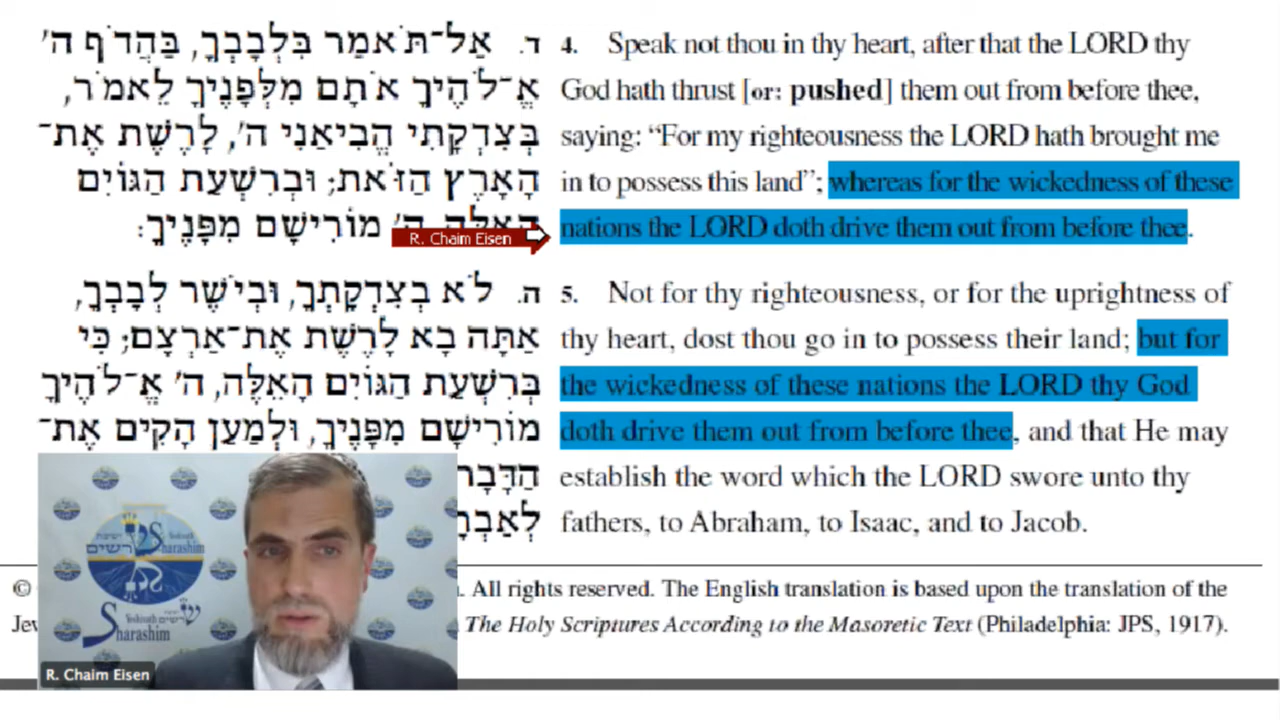 ד. אַל־תֹּאמַר בִּלְבָבְךָ, בַּהֲדֹף ה'
אֱ־לֹהֶיךָ אֹתָם מִלְּפָנֶיךָ לֵאמֹר,
בְּצִדְקָתִי הֱבִיאַנִי ה', לָרֶשֶׁת אֶת־
הָאָרֶץ הַזֹּאת; וּבְרִשְׁעַת הַגּוֹיִם
הָאֵלֶּה ה' מוֹרִישָׁם מִפָּנֶיךָ:
ה. לֹא בְצִדְקָתְךָ, וּבְיֹשֶׁר לְבָבְךָ,
אַתָּה בָא לָרֶשֶׁת אֶת־אַרְצָם; כִּי
בְּרִשְׁעַת הַגּוֹיִם הָאֵלֶּה, ה' אֱ־לֹהֶיךָ
מוֹרִישָׁם מִפָּנֶיךָ, וּלְמַעַן הָקִים אֶת־
הַדָּבָר
4. Speak not thou in thy heart, after that the LORD thy
God hath thrust [or: pushed] them out from before thee,
saying: “For my righteousness the LORD hath brought me
in to possess this land”; whereas for the wickedness of these
nations the LORD doth drive them out from before thee.
5. Not for thy righteousness, or for the uprightness of
thy heart, dost thou go in to possess their land; but for
the wickedness of these nations the LORD thy God
doth drive them out from before thee, and that He may
establish the word which the LORD swore unto thy
fathers, to Abraham, to Isaac, and to Jacob.
R. Chaim Eisen
©
All rights reserved. The English translation is based upon the translation of the
The Holy Scriptures According to the Masoretic Text (Philadelphia: JPS, 1917).
Yeshivath
Sharashim
ישיבת
שרשים
Yeshivath שרשים
Sharashim
R. Chaim Eisen